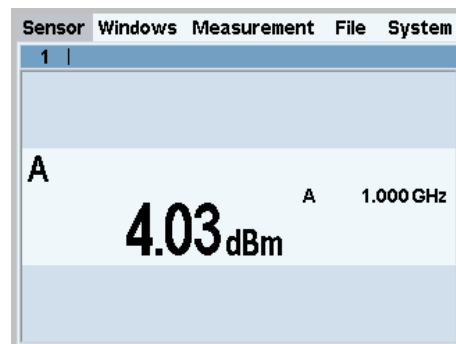 Sensor Windows Measurement File System
1
A
A 1.000 GHz
4.03 dBm